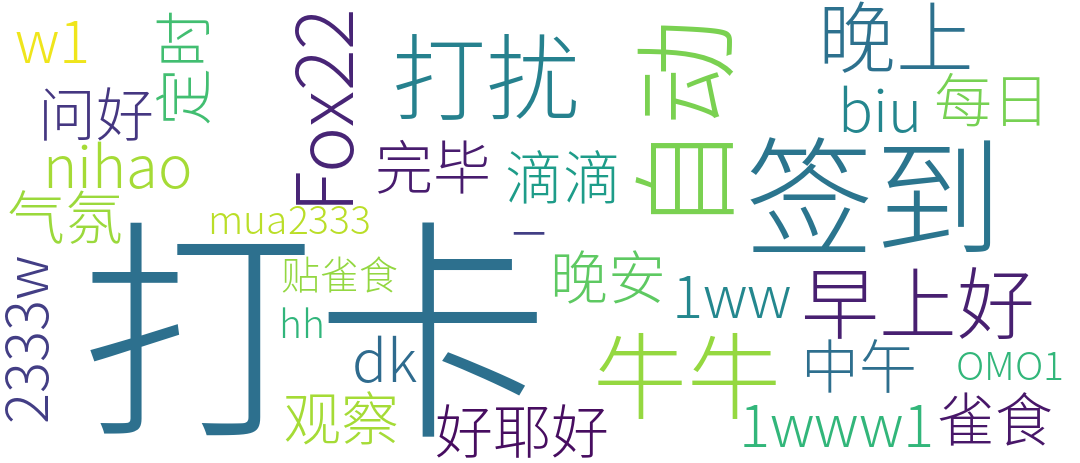 w1
定时
Fox22
打扰
自动
晚上
问好
biu
每日
nihao
完毕
滴滴
签到
气氛
mua2333
一
打卡
贴雀食
晚安
1ww
早上好
2333w
hh
dk
牛牛
中午
OMO1
观察
好耶好
1www1
雀食